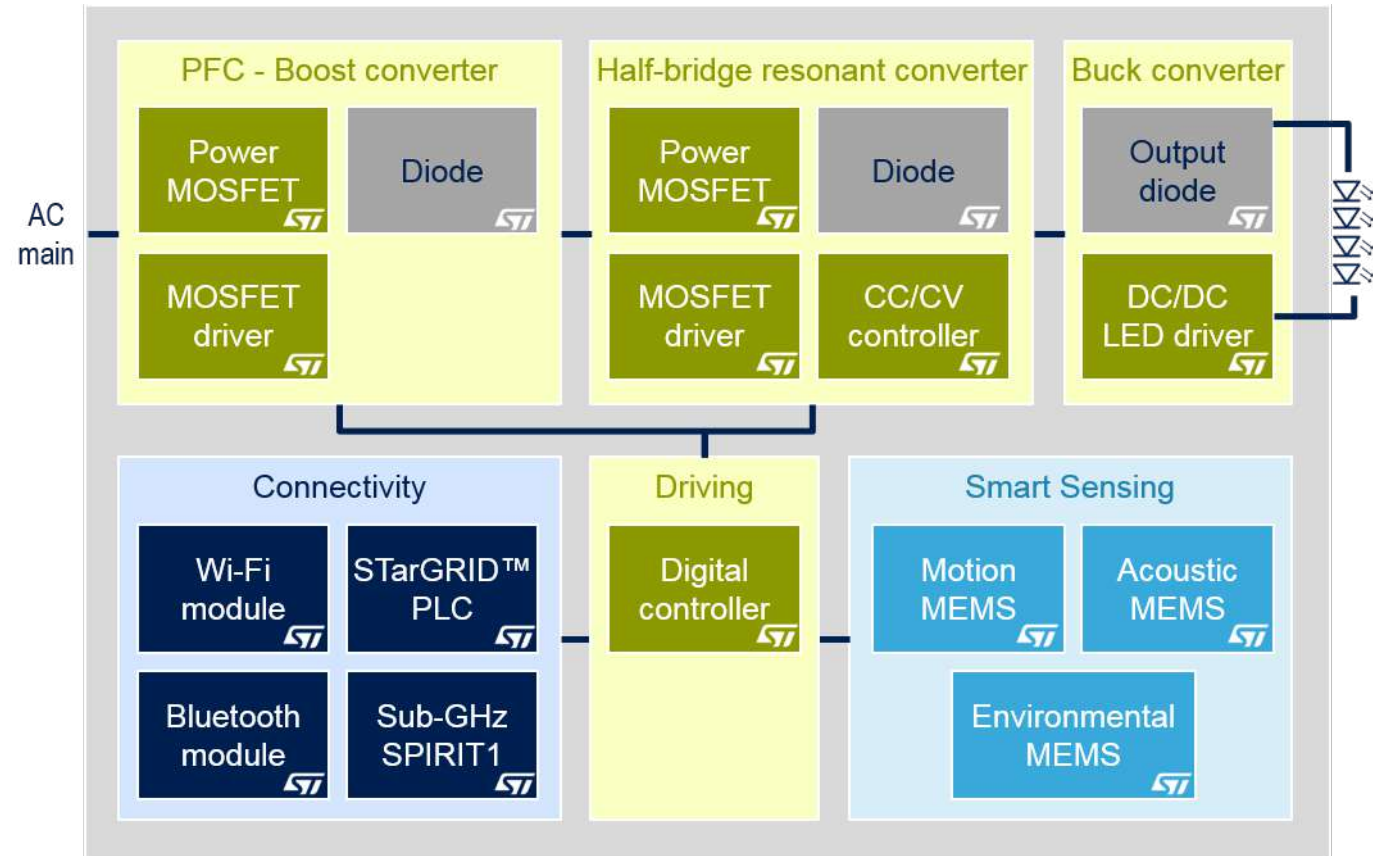 PFC - Boost converter
Power
MOSFET
ST
Diode
ST
MOSFET
driver
ST
Half-bridge resonant converter
Power
MOSFET
ST
Diode
ST
MOSFET
driver
ST
CC/CV
controller
ST
Buck converter
Output
diode
ST
DC/DC
LED driver
ST
AC
main
Connectivity
Wi-Fi
module
ST
STarGRID™
PLC
ST
Bluetooth
module
ST
Sub-GHz
SPIRIT1
ST
Driving
Digital
controller
ST
Smart Sensing
Motion
MEMS
ST
Acoustic
MEMS
ST
Environmental
MEMS
ST